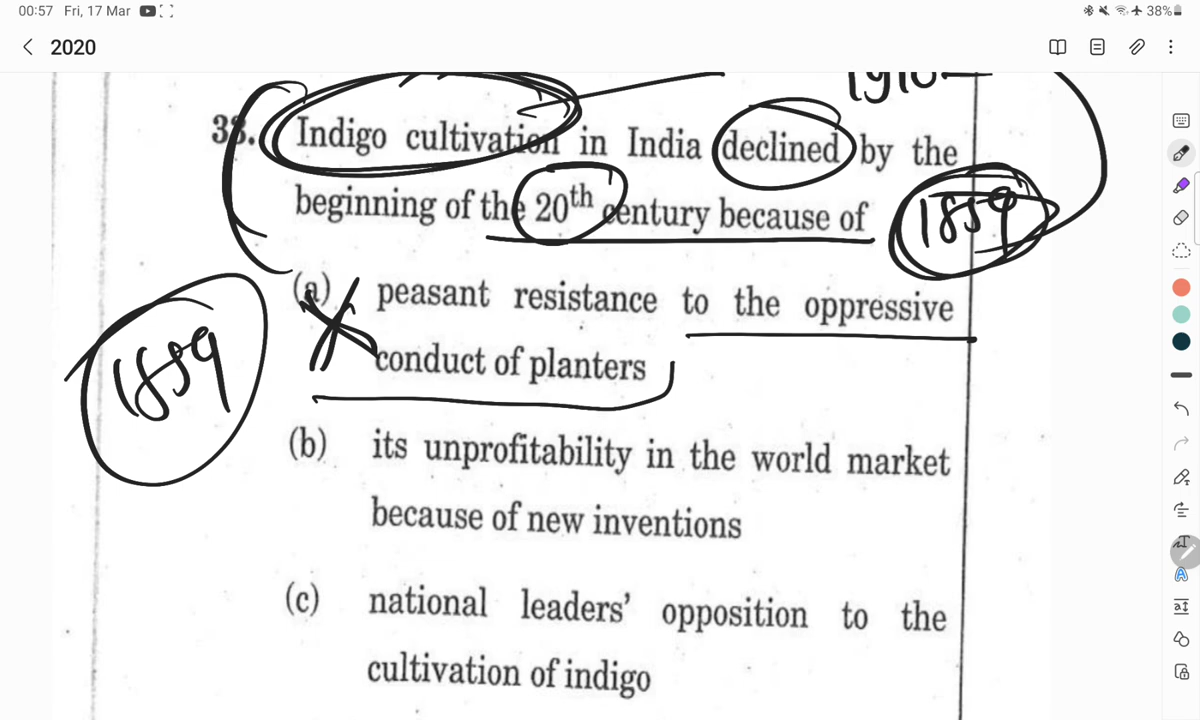 00:57 Fri, 17 Mar
38%
2020
1910
33. Indigo cultivation in India declined by the
beginning of the 20th century because of
1859
(a) peasant resistance to the oppressive
conduct of planters
1859
(b) its unprofitability in the world market
because of new inventions
(c) national leaders' opposition to the
cultivation of indigo